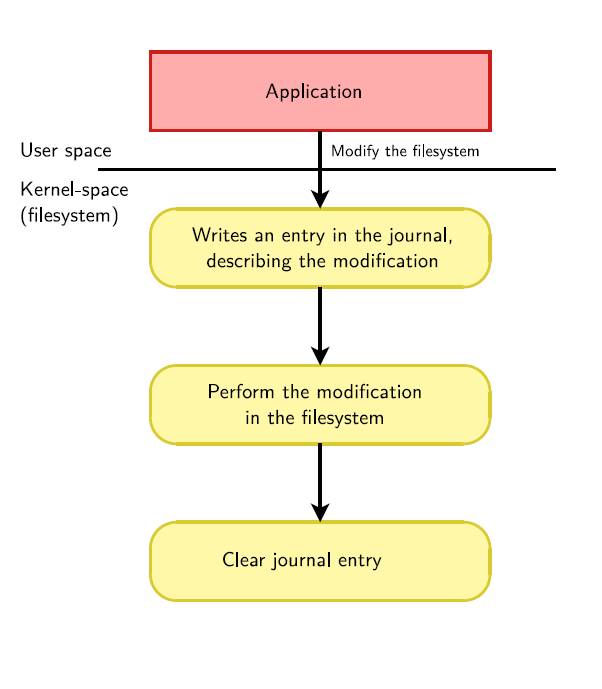 Application
User space
Modify the filesystem
Kernel-space
(filesystem)
Writes an entry in the journal,
describing the modification
Perform the modification
in the filesystem
Clear journal entry